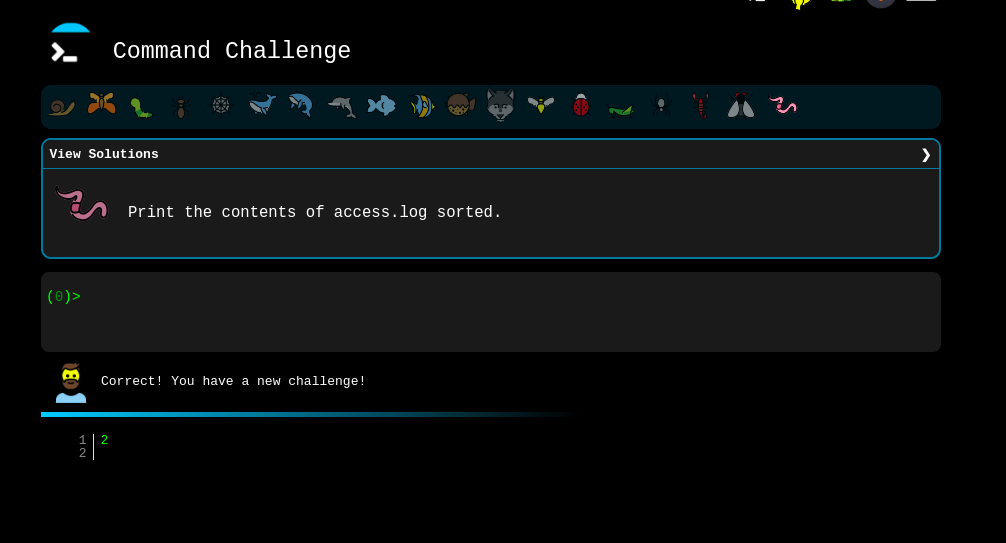 Command Challenge
View Solutions ❯
Print the contents of access.log sorted.
(0)>
Correct! You have a new challenge!
1 2
2